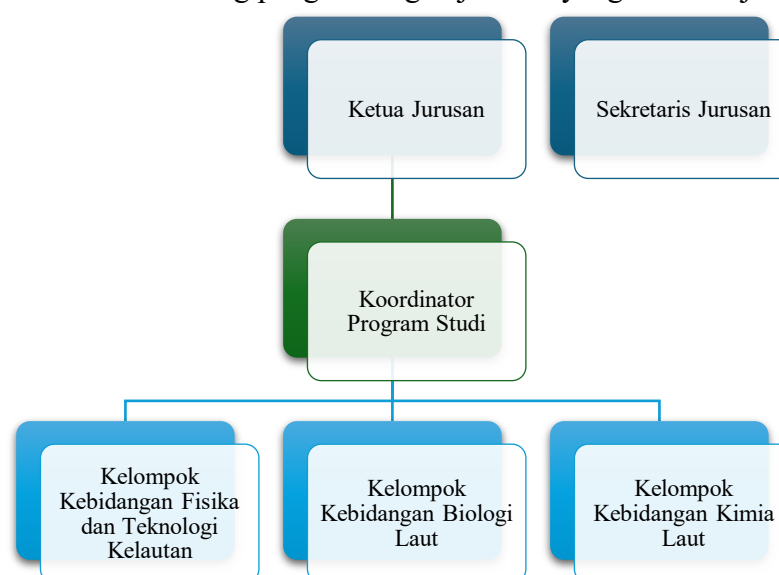 Ketua Jurusan
Sekretaris Jurusan
Koordinator
Program Studi
Kelompok
Kebidangan Fisika
dan Teknologi
Kelautan
Kelompok
Kebidangan Biologi
Laut
Kelompok
Kebidangan Kimia
Laut